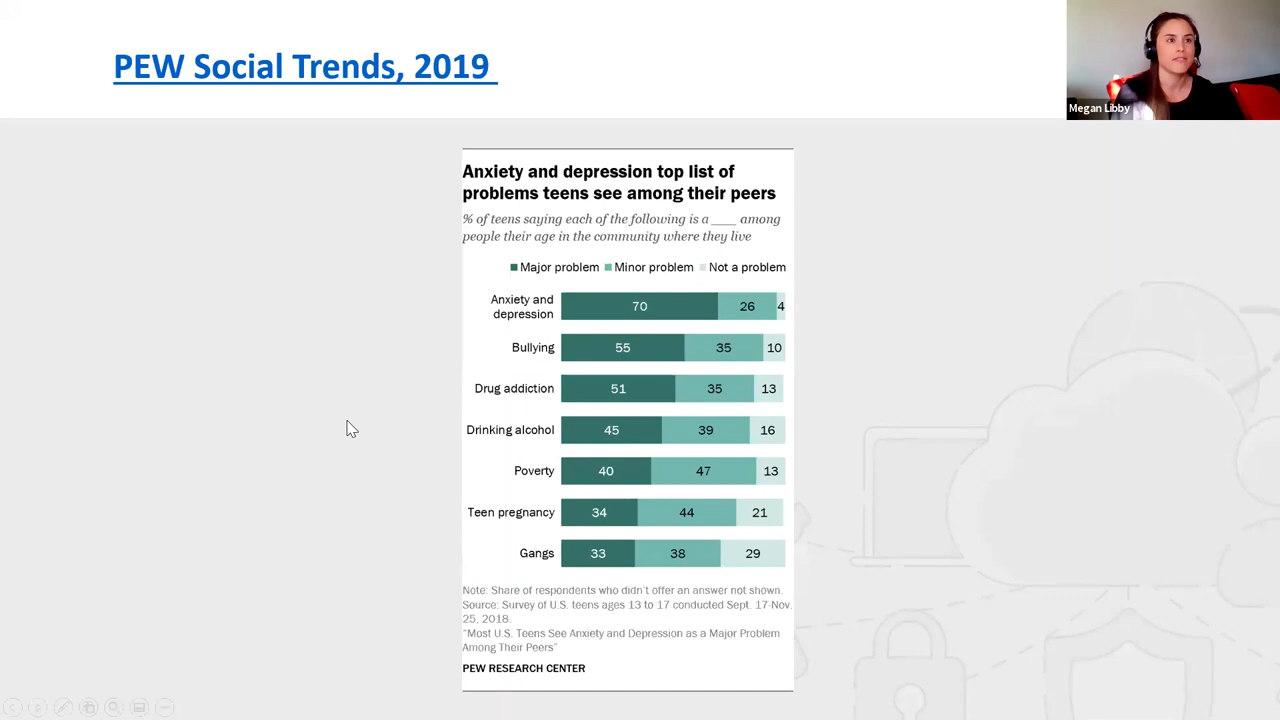 PEW Social Trends, 2019
Megan Libby
Anxiety and depression top list of
problems teens see among their peers
% of teens saying each of the following is a ___ among
people their age in the community where they live
Major problem Minor problem Not a problem
Anxiety and
depression
70 26 4
Bullying 55 35 10
Drug addiction 51 35 13
Drinking alcohol 45 39 16
Poverty 40 47 13
Teen pregnancy 34 44 21
Gangs 33 38 29
Note: Share of respondents who didn't offer an answer not shown.
Source: Survey of U.S. teens ages 13 to 17 conducted Sept. 17-Nov.
25, 2018.
"Most U.S. Teens See Anxiety and Depression as a Major Problem
Among Their Peers"
PEW RESEARCH CENTER